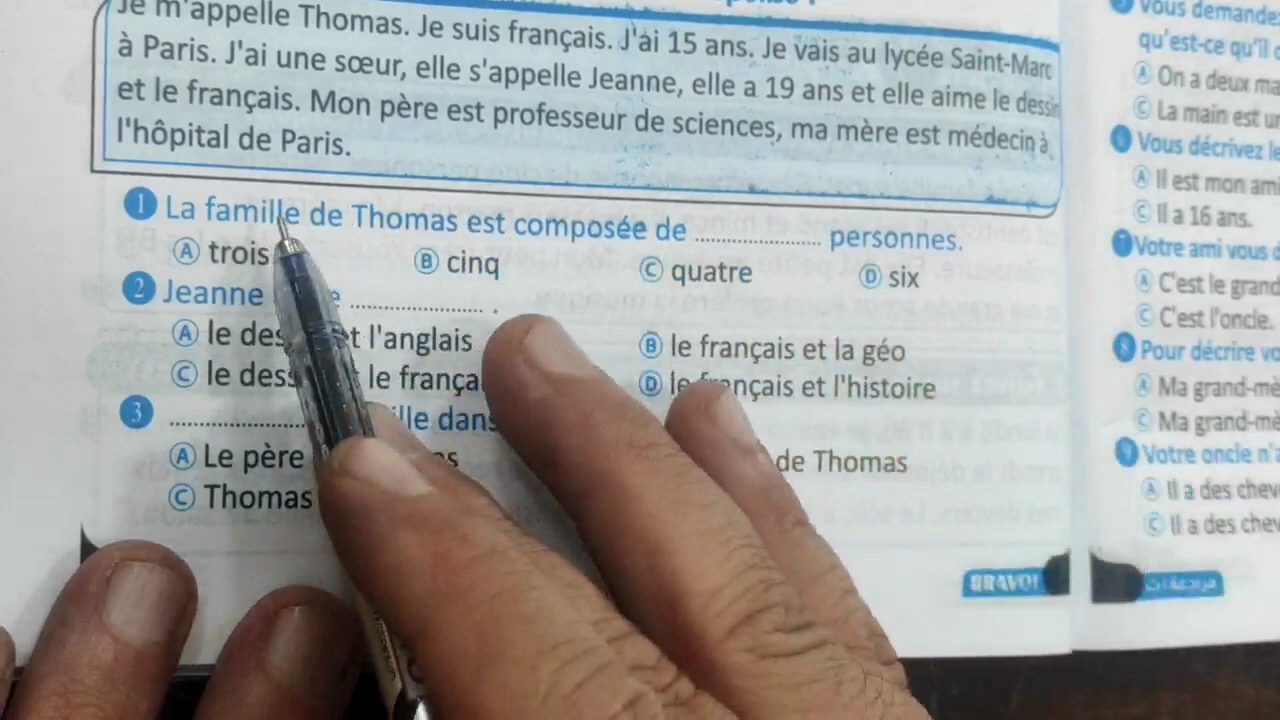 Je m'appelle Thomas. Je suis français. J'ai 15 ans. Je vais au lycée Saint-Marc
à Paris. J'ai une sœur, elle s'appelle Jeanne, elle a 19 ans et elle aime le dessin
et le français. Mon père est professeur de sciences, ma mère est médecin à
l'hôpital de Paris.
1 La famille de Thomas est composée de .................... personnes.
A trois B cinq C quatre D six
2 Jeanne .................... .
A le des et l'anglais B le français et la géo
C le dess le frança D le français et l'histoire
3 .................... ille dans
A Le père de Thomas
C Thomas
BRAVO!
Vous demande
qu'est-ce qu'il
A On a deux ma
C La main est un
6 Vous décrivez le
A Il est mon ami
C Il a 16 ans.
7 Votre ami vous
A C'est le grand
C C'est l'oncle.
8 Pour décrire vo
A Ma grand-mè
C Ma grand-mè
9 Votre oncle n'a
A Il a des chev
C Il a des chev
مراجعات